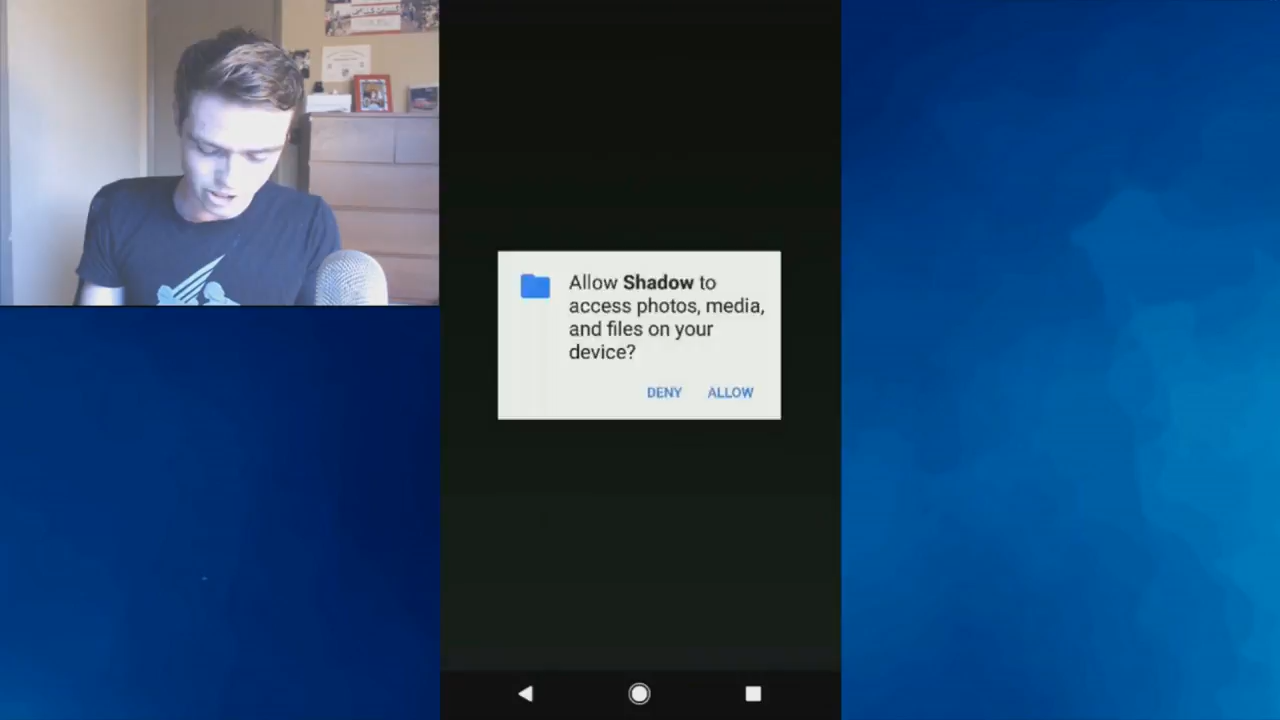 Allow Shadow to
access photos, media,
and files on your
device?
DENY ALLOW